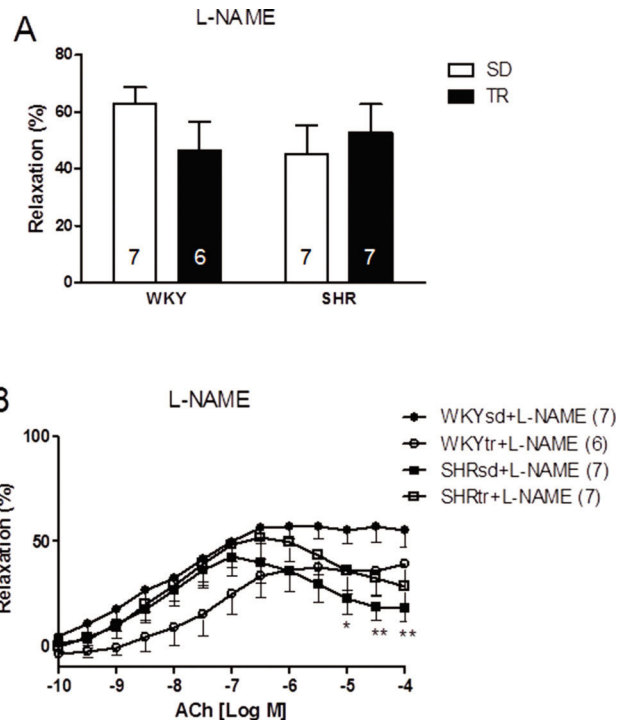 A
L-NAME
80
60
40
20
0
Relaxation (%)
7
6
7
7
WKY
SHR
SD
TR
B
L-NAME
100
50
0
Relaxation (%)
-10
-9
-8
-7
-6
-5
-4
ACh [Log M]
*
**
**
WKYsd+L-NAME (7)
WKYtr+L-NAME (6)
SHRsd+L-NAME (7)
SHRtr+L-NAME (7)